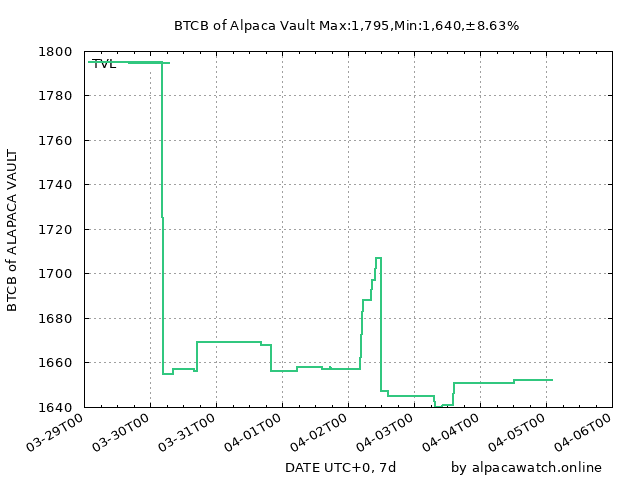 BTCB of Alpaca Vault Max:1,795,Min:1,640,±8.63%
TVL
1800
1780
1760
1740
1720
1700
1680
1660
1640
BTCB of ALAPACA VAULT
03-29T00
03-30T00
03-31T00
04-01T00
04-02T00
04-03T00
04-04T00
04-05T00
04-06T00
DATE UTC+0, 7d
by alpacawatch.online